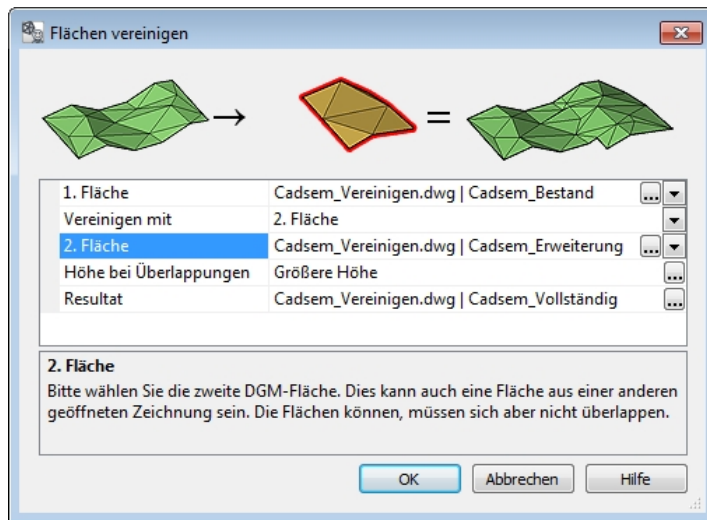 Flächen vereinigen
→ =
1. Fläche Cadsem_Vereinigen.dwg | Cadsem_Bestand ...
Vereinigen mit 2. Fläche
2. Fläche Cadsem_Vereinigen.dwg | Cadsem_Erweiterung ...
Höhe bei Überlappungen Größere Höhe ...
Resultat Cadsem_Vereinigen.dwg | Cadsem_Vollständig ...
2. Fläche
Bitte wählen Sie die zweite DGM-Fläche. Dies kann auch eine Fläche aus einer anderen
geöffneten Zeichnung sein. Die Flächen können, müssen sich aber nicht überlappen.
OK Abbrechen Hilfe